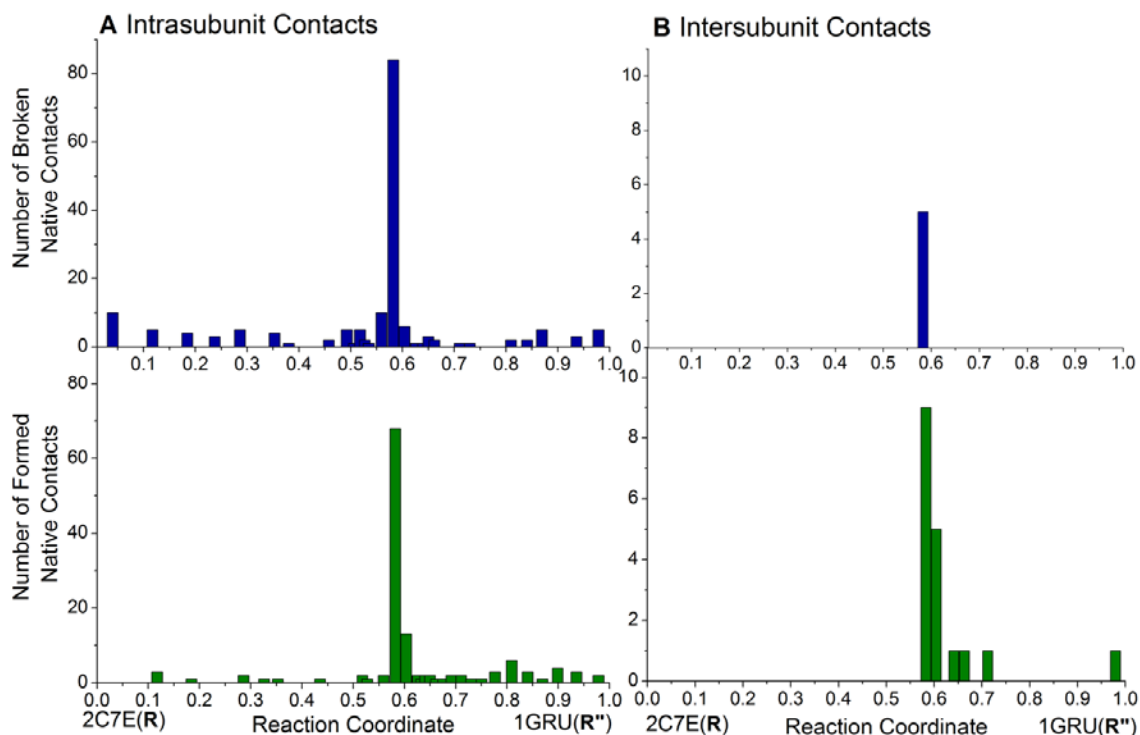 A Intrasubunit Contacts
Number of Broken
Native Contacts
80
60
40
20
0
0.1 0.2 0.3 0.4 0.5 0.6 0.7 0.8 0.9 1.0
Number of Formed
Native Contacts
80
60
40
20
0
0.0 0.1 0.2 0.3 0.4 0.5 0.6 0.7 0.8 0.9 1.0
2C7E(R) Reaction Coordinate 1GRU(R")
B Intersubunit Contacts
10
8
6
4
2
0
0.1 0.2 0.3 0.4 0.5 0.6 0.7 0.8 0.9 1.0
10
8
6
4
2
0
0.0 0.1 0.2 0.3 0.4 0.5 0.6 0.7 0.8 0.9 1.0
2C7E(R) Reaction Coordinate 1GRU(R")